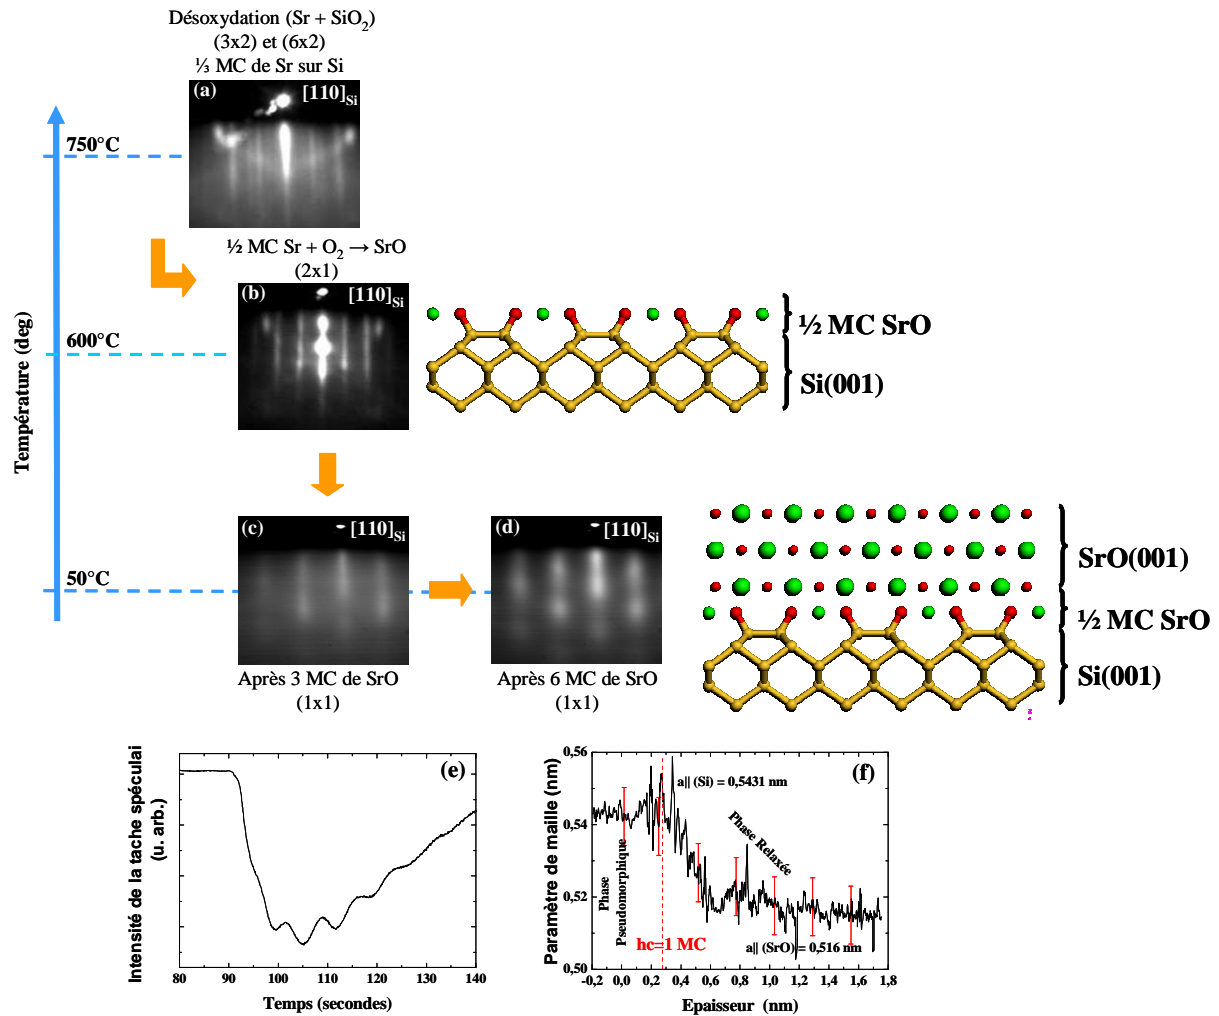 Désoxydation (Sr + SiO₂)
(3x2) et (6x2)
⅓ MC de Sr sur Si
(a)
[110]Si
750°C
½ MC Sr + O₂ → SrO
(2x1)
(b)
[110]Si
½ MC SrO
600°C
Si(001)
Température (deg)
(c)
[110]Si
(d)
[110]Si
SrO(001)
50°C
½ MC SrO
Si(001)
Après 3 MC de SrO
(1x1)
Après 6 MC de SrO
(1x1)
(e)
Intensité de la tache spéculai
(u. arb.)
80 90 100 110 120 130 140
Temps (secondes)
(f)
Paramètre de maille (nm)
0,56
0,54
0,52
0,50
a|| (Si) = 0,5431 nm
Phase Relaxée
Phase
Pseudomorphique
hc=1 MC
a|| (SrO) = 0,516 nm
-0,2 0,0 0,2 0,4 0,6 0,8 1,0 1,2 1,4 1,6 1,8
Epaisseur (nm)